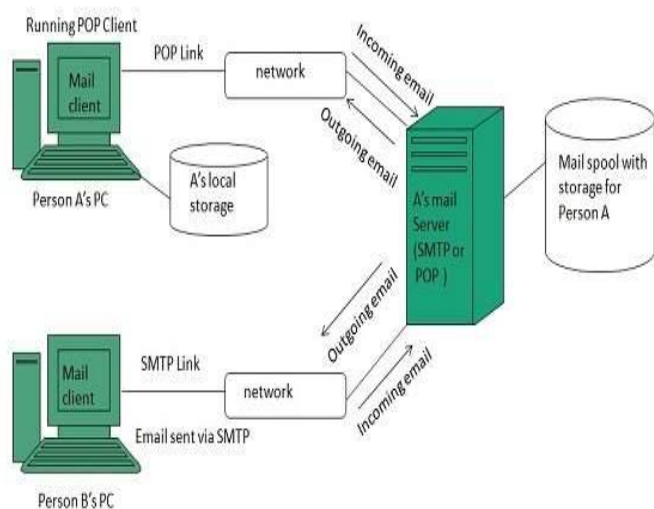 Running POP Client
POP Link
Mail
client
network
Incoming email
Outgoing email
A's local
storage
Person A's PC
A's mail
Server
(SMTP or
POP )
Mail spool with
storage for
Person A
Outgoing email
Incoming email
Mail
client
SMTP Link
network
Email sent via SMTP
Person B's PC